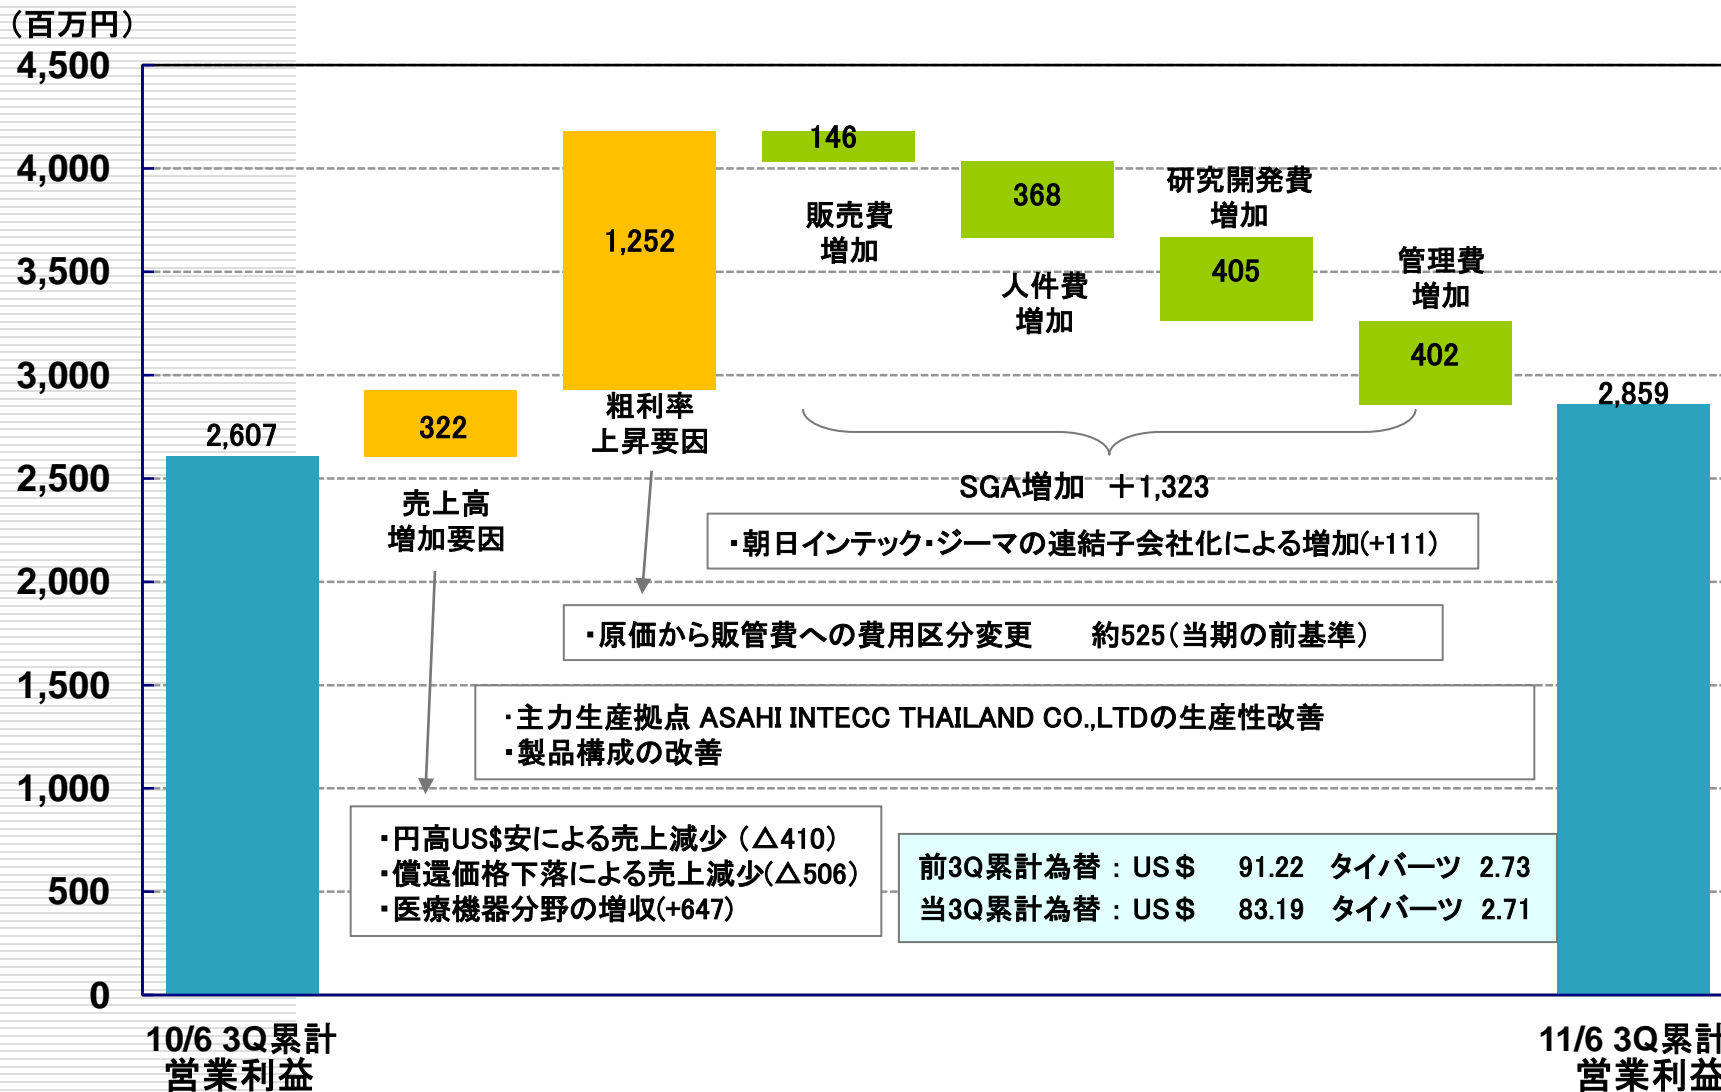 （百万円）
4,500
4,000
3,500
3,000
2,500
2,000
1,500
1,000
500
0
2,607
322
売上高
増加要因
1,252
粗利率
上昇要因
146
販売費
増加
368
人件費
増加
研究開発費
増加
405
管理費
増加
402
2,859
SGA増加　＋1,323
・朝日インテック・ジーマの連結子会社化による増加(+111)
・原価から販管費への費用区分変更　　約525（当期の前基準）
・主力生産拠点 ASAHI INTECC THAILAND CO.,LTDの生産性改善
・製品構成の改善
・円高US$安による売上減少（△410）
・償還価格下落による売上減少(△506)
・医療機器分野の増収(+647)
前3Q累計為替：US＄　91.22　タイバーツ　2.73
当3Q累計為替：US＄　83.19　タイバーツ　2.71
10/6 3Q累計
営業利益
11/6 3Q累計
営業利益